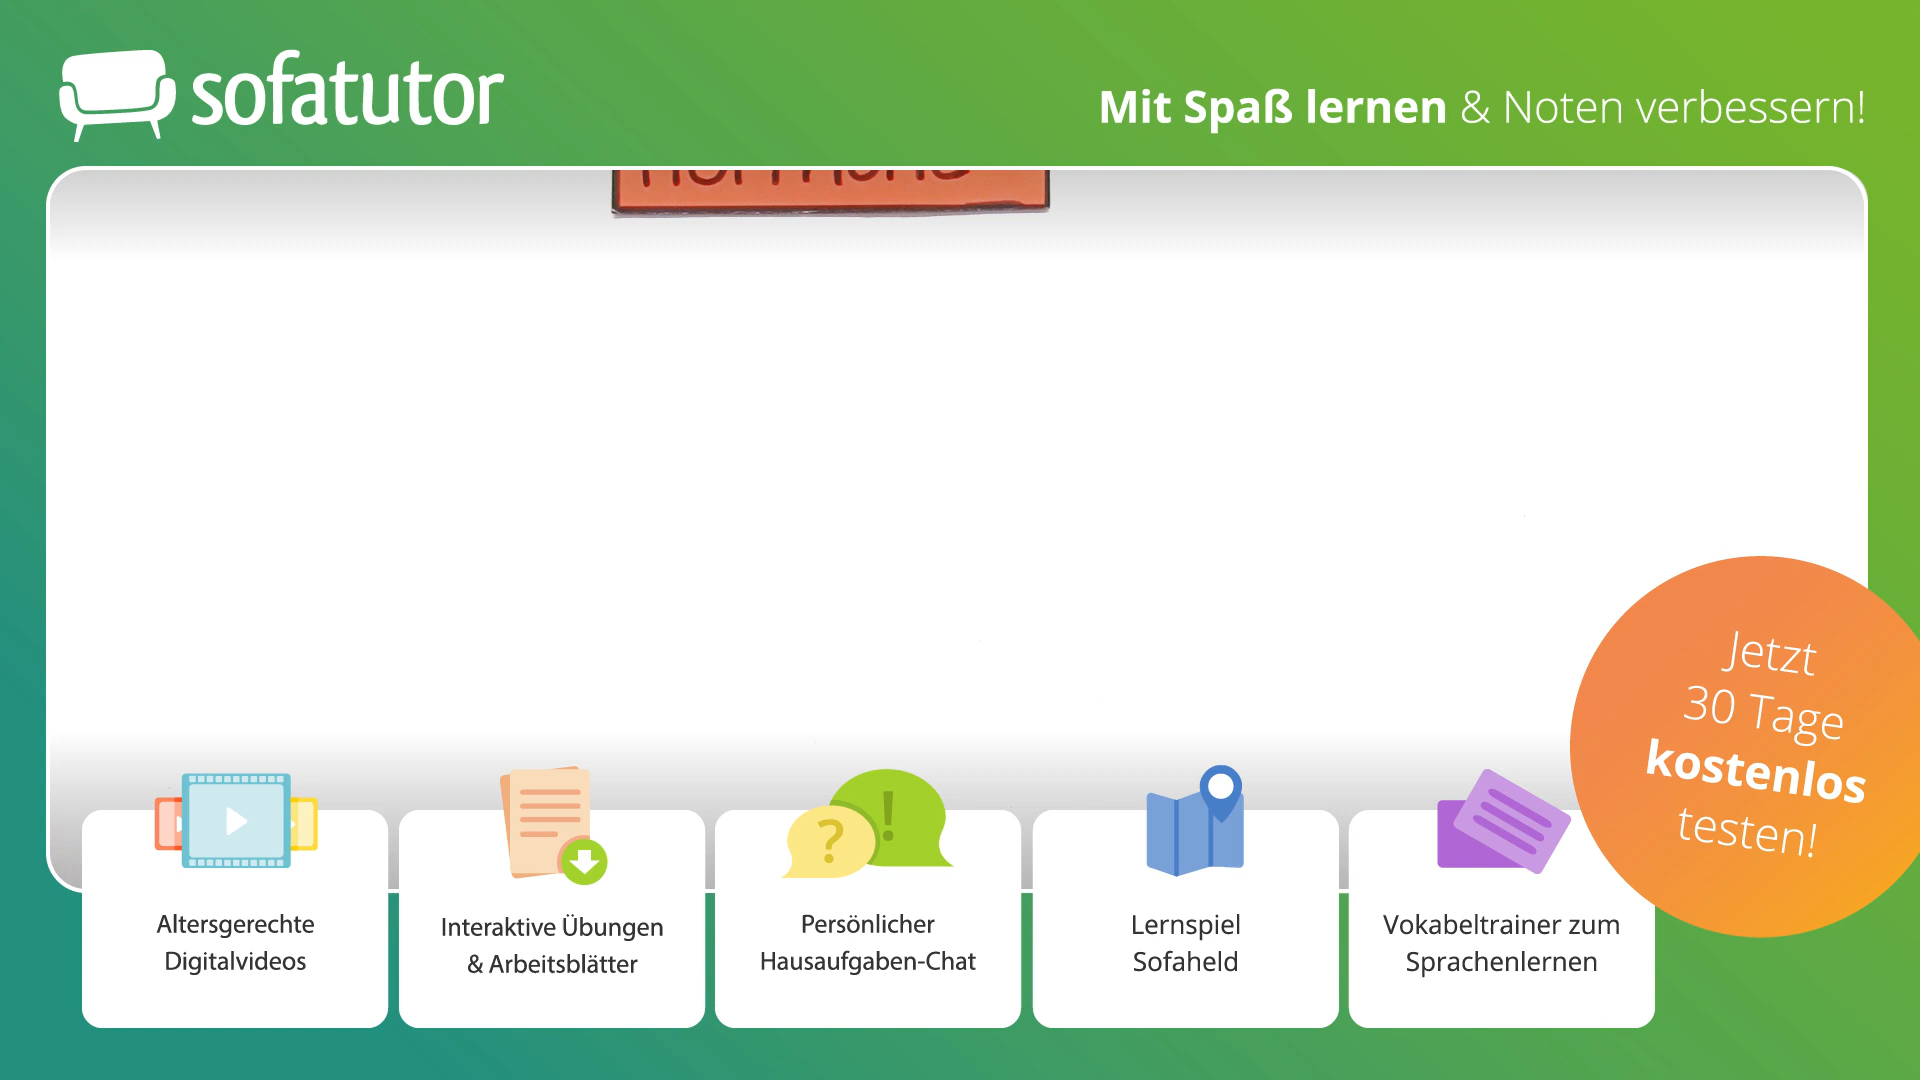 sofatutor
Mit Spaß lernen & Noten verbessern!
Jetzt
30 Tage
kostenlos
testen!
Altersgerechte
Digitalvideos
Interaktive Übungen
& Arbeitsblätter
Persönlicher
Hausaufgaben-Chat
Lernspiel
Sofaheld
Vokabeltrainer zum
Sprachenlernen